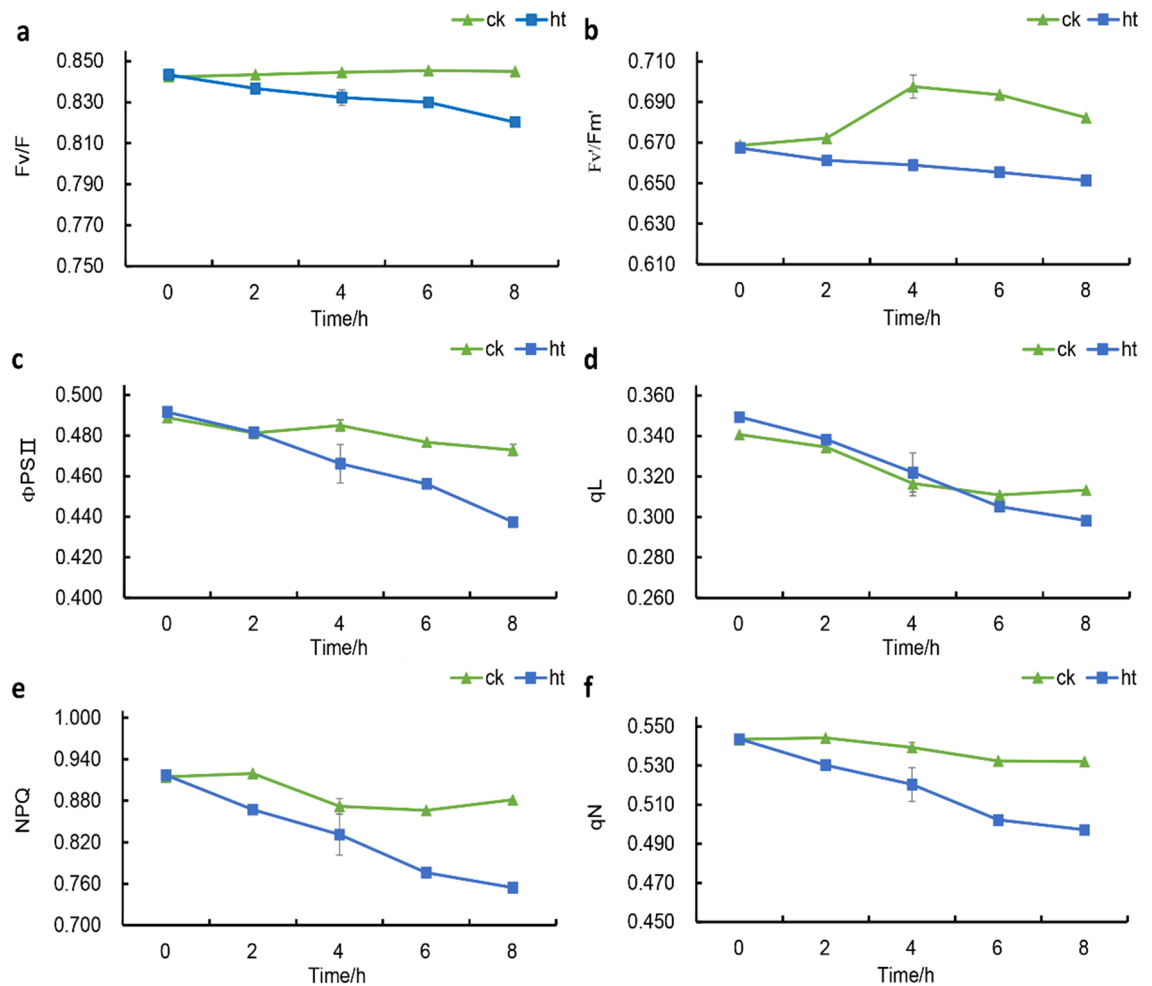 a
ck ht
0.850
0.830
0.810
0.790
0.770
0.750
Fv/F
0 2 4 6 8
Time/h
b
ck ht
0.710
0.690
0.670
0.650
0.630
0.610
Fv'/Fm'
0 2 4 6 8
Time/h
c
ck ht
0.500
0.480
0.460
0.440
0.420
0.400
ΦPSⅡ
0 2 4 6 8
Time/h
d
ck ht
0.360
0.340
0.320
0.300
0.280
0.260
qL
0 2 4 6 8
Time/h
e
ck ht
1.000
0.940
0.880
0.820
0.760
0.700
NPQ
0 2 4 6 8
Time/h
f
ck ht
0.550
0.530
0.510
0.490
0.470
0.450
qN
0 2 4 6 8
Time/h